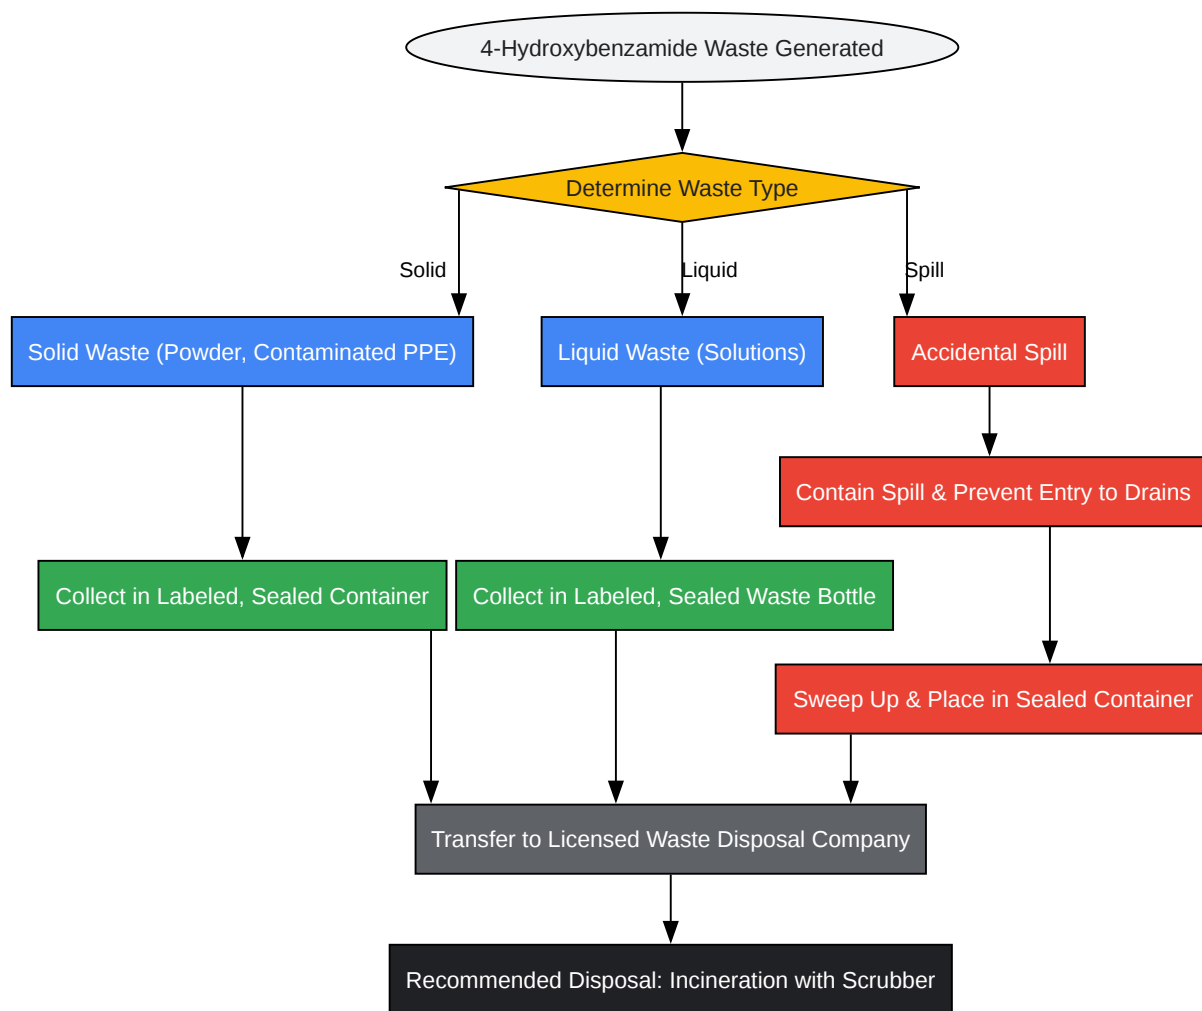 4-Hydroxybenzamide Waste Generated
Determine Waste Type
Solid
Liquid
Spill
Solid Waste (Powder, Contaminated PPE)
Liquid Waste (Solutions)
Accidental Spill
Contain Spill & Prevent Entry to Drains
Collect in Labeled, Sealed Container
Collect in Labeled, Sealed Waste Bottle
Sweep Up & Place in Sealed Container
Transfer to Licensed Waste Disposal Company
Recommended Disposal: Incineration with Scrubber